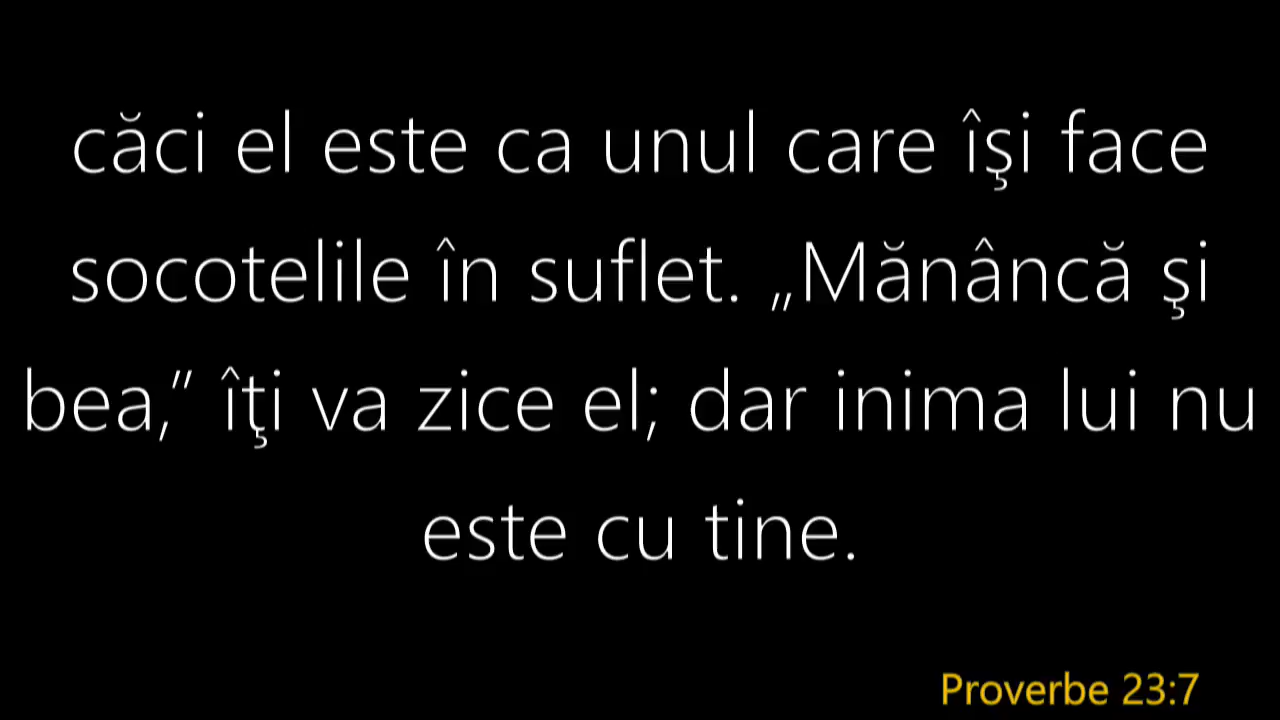 căci el este ca unul care îşi face
socotelile în suflet. „Mănâncă şi
bea,” îţi va zice el; dar inima lui nu
este cu tine.
Proverbe 23:7